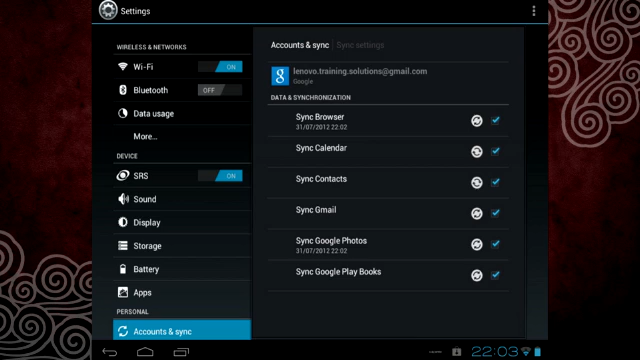 Settings
WIRELESS & NETWORKS
Wi-Fi
ON
Bluetooth
OFF
Data usage
More...
DEVICE
SRS
ON
Sound
Display
Storage
Battery
Apps
PERSONAL
Accounts & sync
Accounts & sync
Sync settings
8
lenovo.training.solutions@gmail.com
Google
DATA & SYNCHRONIZATION
Sync Browser
31/07/2012 22.02
Sync Calendar
Sync Contacts
Sync Gmail
Sync Google Photos
31/07/2012 22.02
Sync Google Play Books
22:03